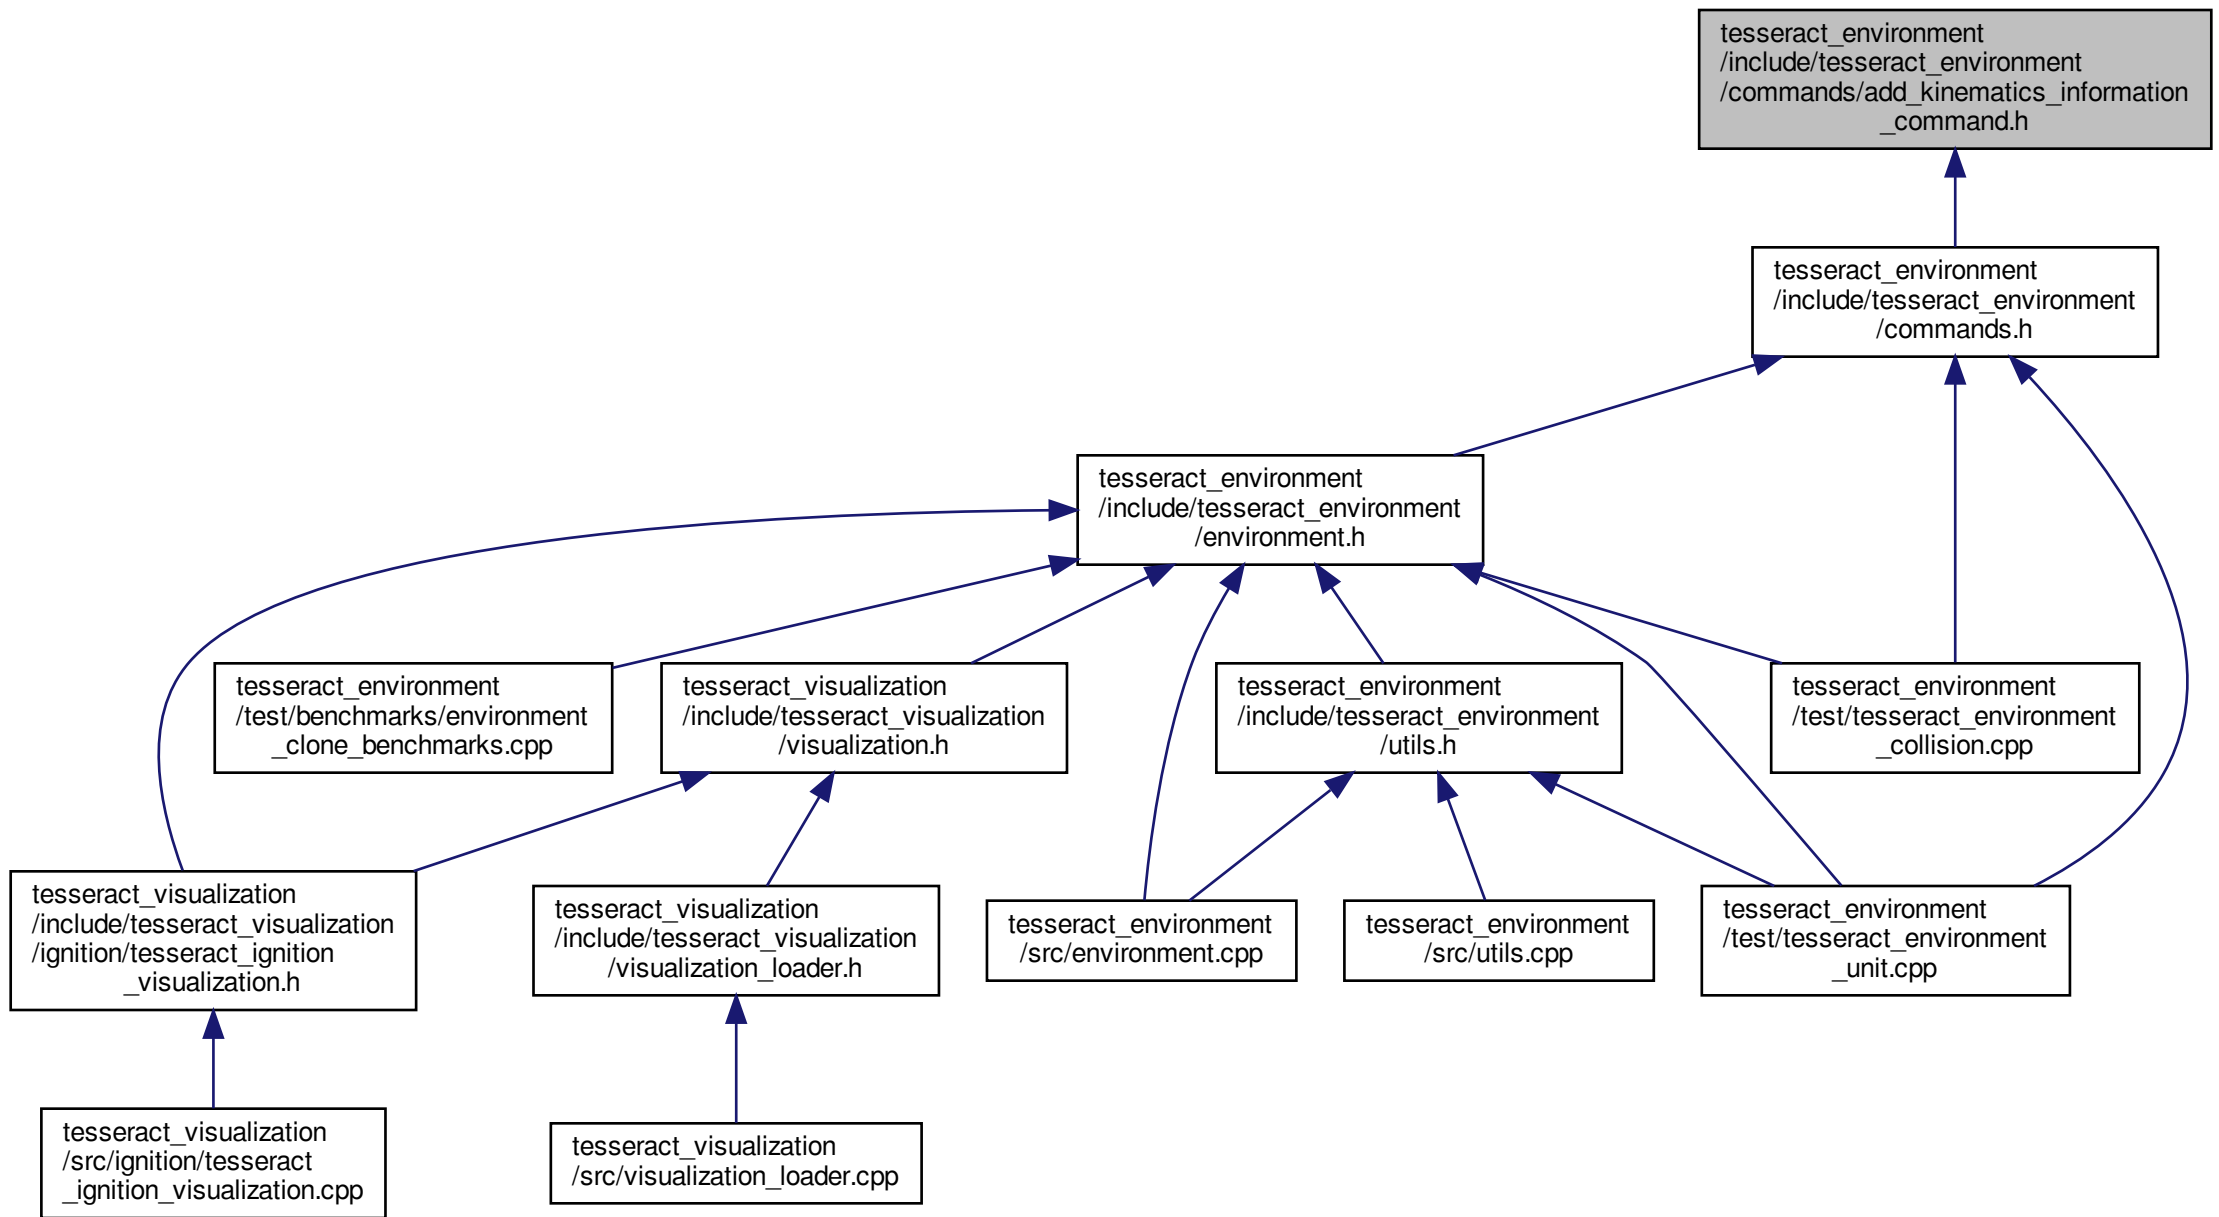 tesseract_environment
/include/tesseract_environment
/commands/add_kinematics_information
_command.h
tesseract_environment
/include/tesseract_environment
/commands.h
tesseract_environment
/include/tesseract_environment
/environment.h
tesseract_environment
/test/benchmarks/environment
_clone_benchmarks.cpp
tesseract_visualization
/include/tesseract_visualization
/visualization.h
tesseract_environment
/include/tesseract_environment
/utils.h
tesseract_environment
/test/tesseract_environment
_collision.cpp
tesseract_visualization
/include/tesseract_visualization
/ignition/tesseract_ignition
_visualization.h
tesseract_visualization
/include/tesseract_visualization
/visualization_loader.h
tesseract_environment
/src/environment.cpp
tesseract_environment
/src/utils.cpp
tesseract_environment
/test/tesseract_environment
_unit.cpp
tesseract_visualization
/src/ignition/tesseract
_ignition_visualization.cpp
tesseract_visualization
/src/visualization_loader.cpp